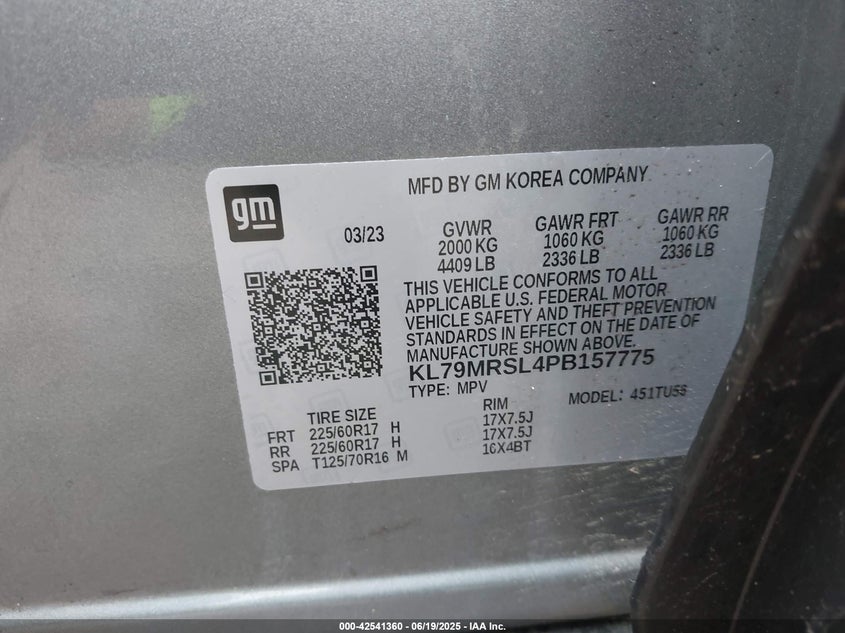 gm
MFD BY GM KOREA COMPANY
03/23
GVWR GAWR FRT GAWR RR
2000 KG 1060 KG 1060 KG
4409 LB 2336 LB 2336 LB
THIS VEHICLE CONFORMS TO ALL
APPLICABLE U.S. FEDERAL MOTOR
VEHICLE SAFETY AND THEFT PREVENTION
STANDARDS IN EFFECT ON THE DATE OF
MANUFACTURE SHOWN ABOVE.
KL79MRSL4PB157775
TYPE: MPV MODEL: 451TU5S
TIRE SIZE RIM
FRT 225/60R17 H 17X7.5J
RR 225/60R17 H 17X7.5J
SPA T125/70R16 M 16X4BT
000-42541360 - 06/19/2025 - IAA Inc.